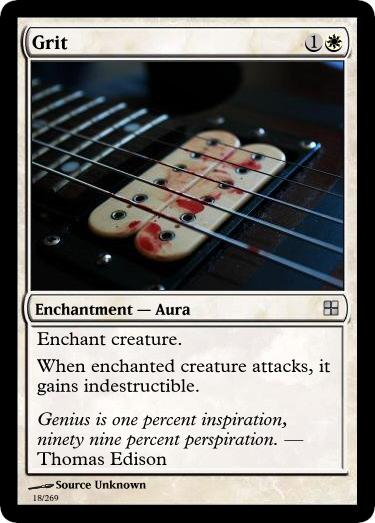 Grit 1
Enchantment — Aura
Enchant creature.
When enchanted creature attacks, it
gains indestructible.
Genius is one percent inspiration,
ninety nine percent perspiration. —
Thomas Edison
Source Unknown
18/269